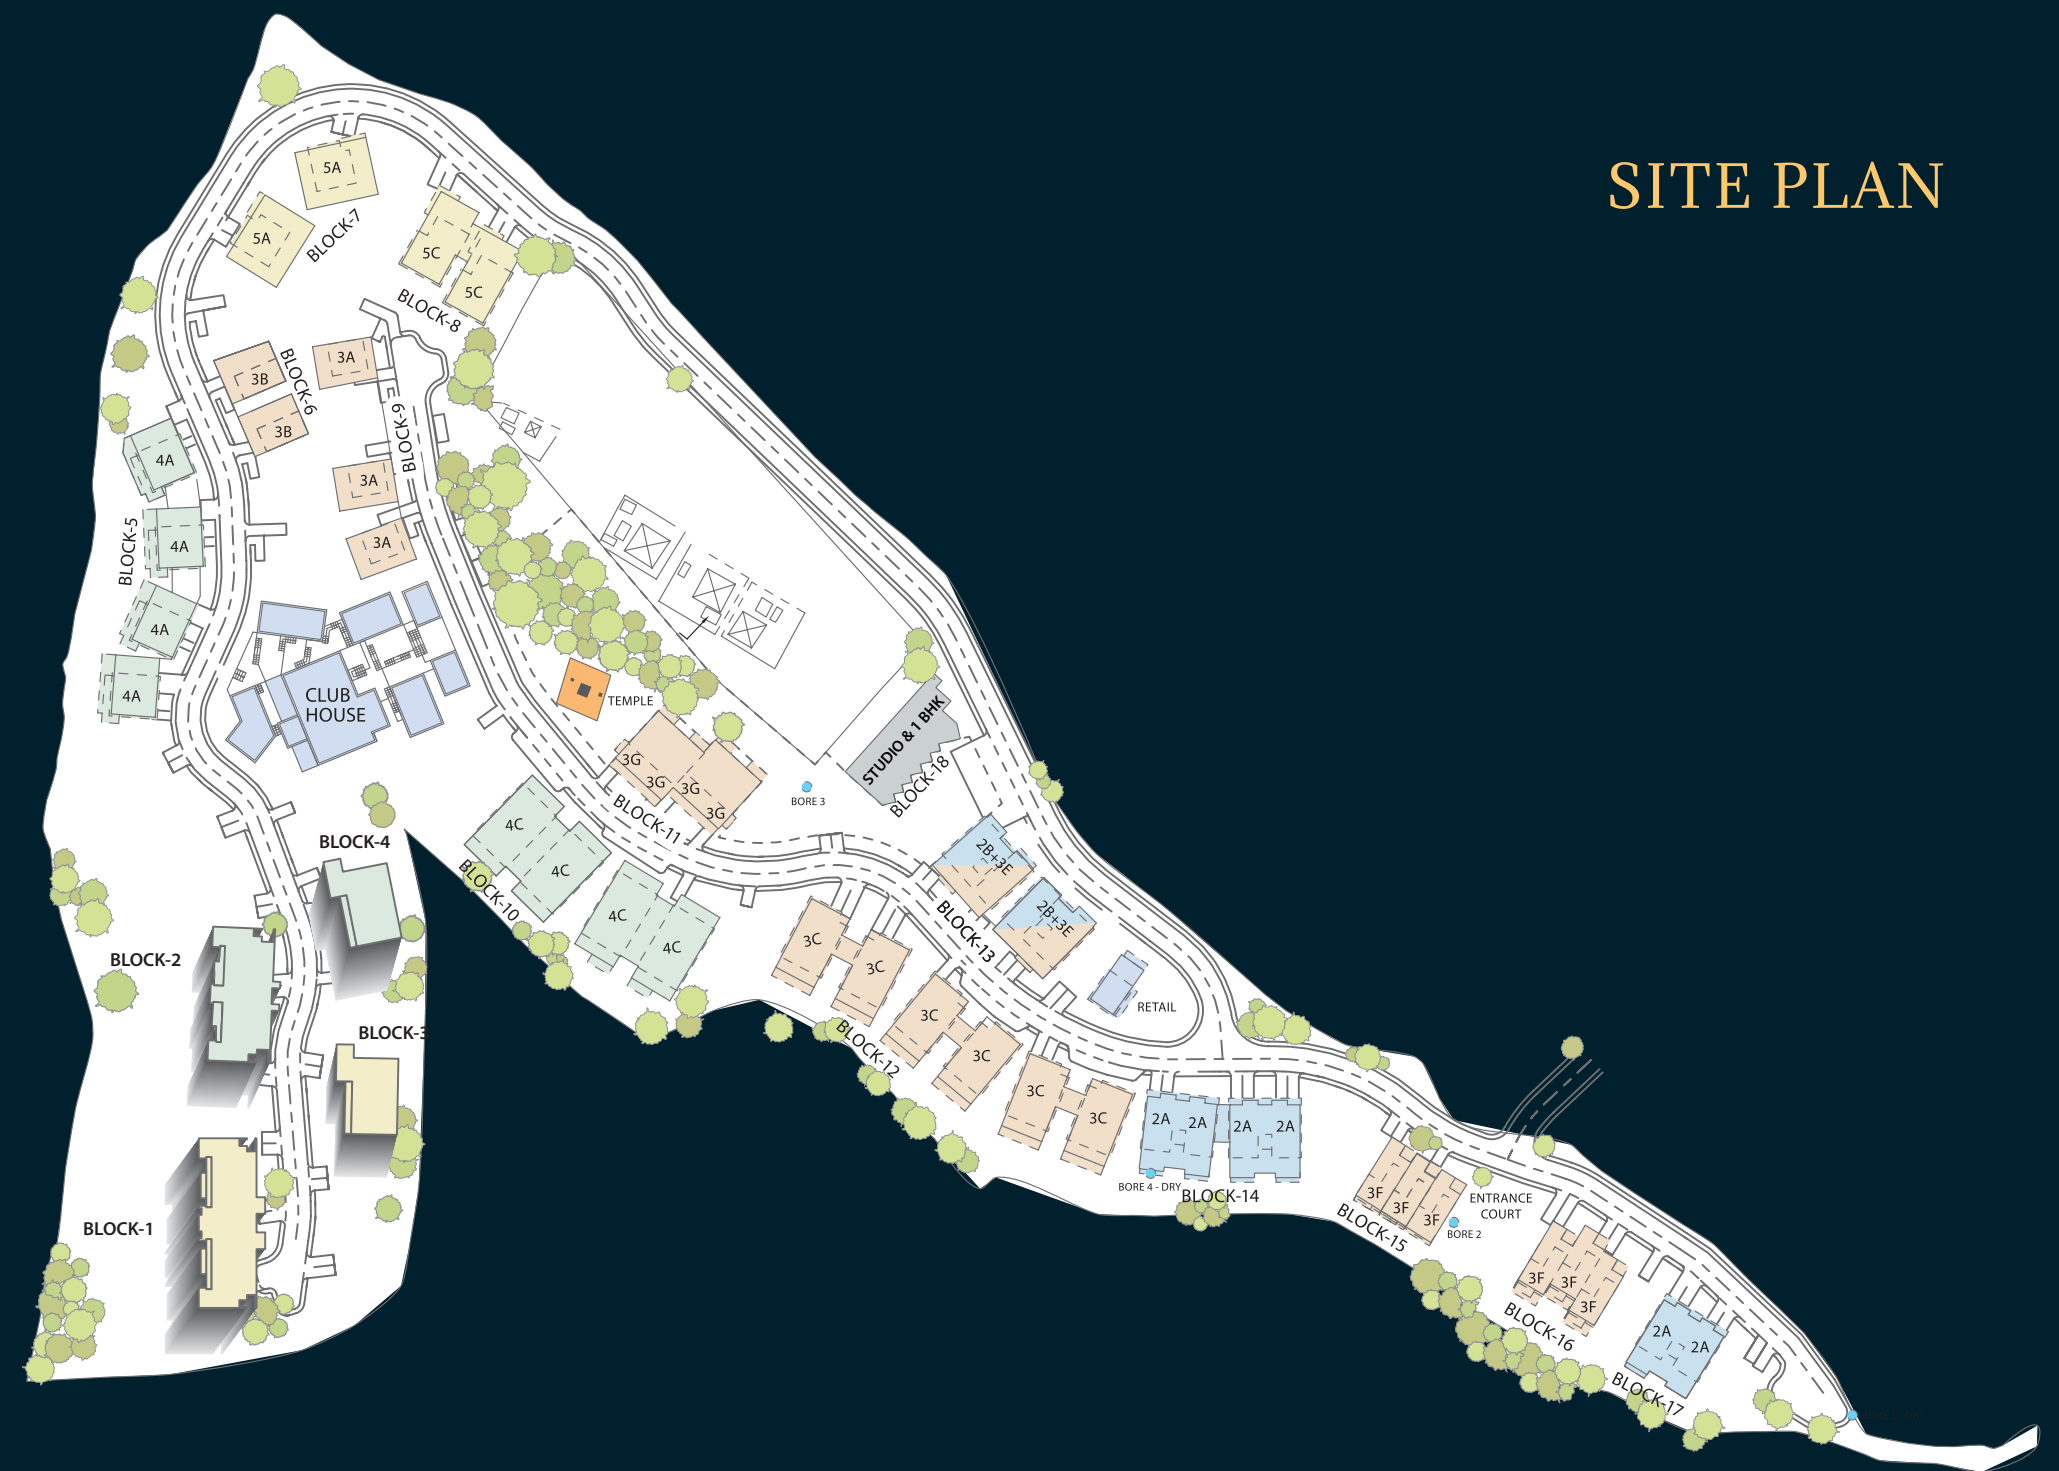 SITE PLAN
5A
5A
BLOCK-7
5C
5C
BLOCK-8
3B
3B
BLOCK-6
3A
3A
3A
BLOCK-9
4A
4A
4A
4A
BLOCK-5
CLUB
HOUSE
TEMPLE
3G
3G
3G
3G
BLOCK-11
BORE 3
STUDIO & 1 BHK
BLOCK-18
4C
4C
4C
4C
BLOCK-10
2B+3E
2B+3E
BLOCK-13
RETAIL
BLOCK-4
BLOCK-2
BLOCK-3
BLOCK-1
3C
3C
3C
3C
3C
3C
BLOCK-12
2A
2A
2A
2A
BORE 4 - DRY
BLOCK-14
3F
3F
3F
BLOCK-15
ENTRANCE
COURT
BORE 2
3F
3F
3F
BLOCK-16
2A
2A
BLOCK-17